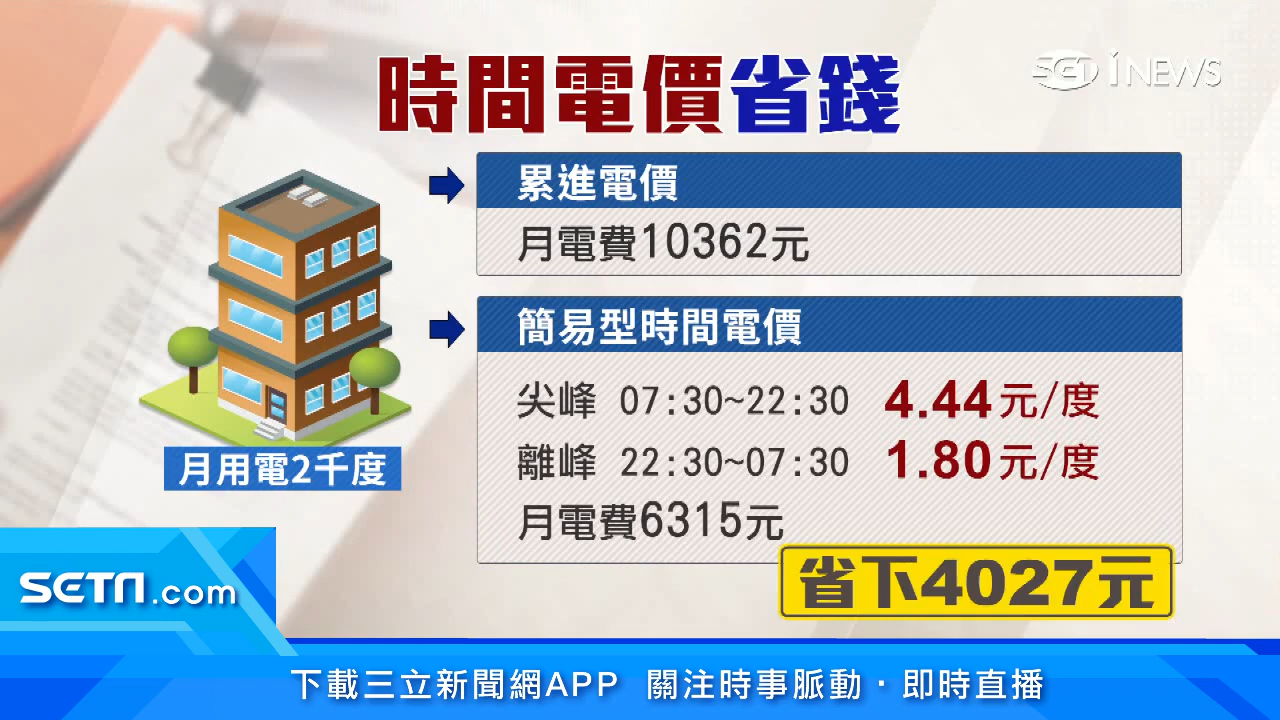 時間電價省錢
SET iNEWS
累進電價
月電費10362元
簡易型時間電價
尖峰 07:30~22:30 4.44元/度
離峰 22:30~07:30 1.80元/度
月電費6315元
月用電2千度
省下4027元
SETN.com
下載三立新聞網APP 關注時事脈動·即時直播